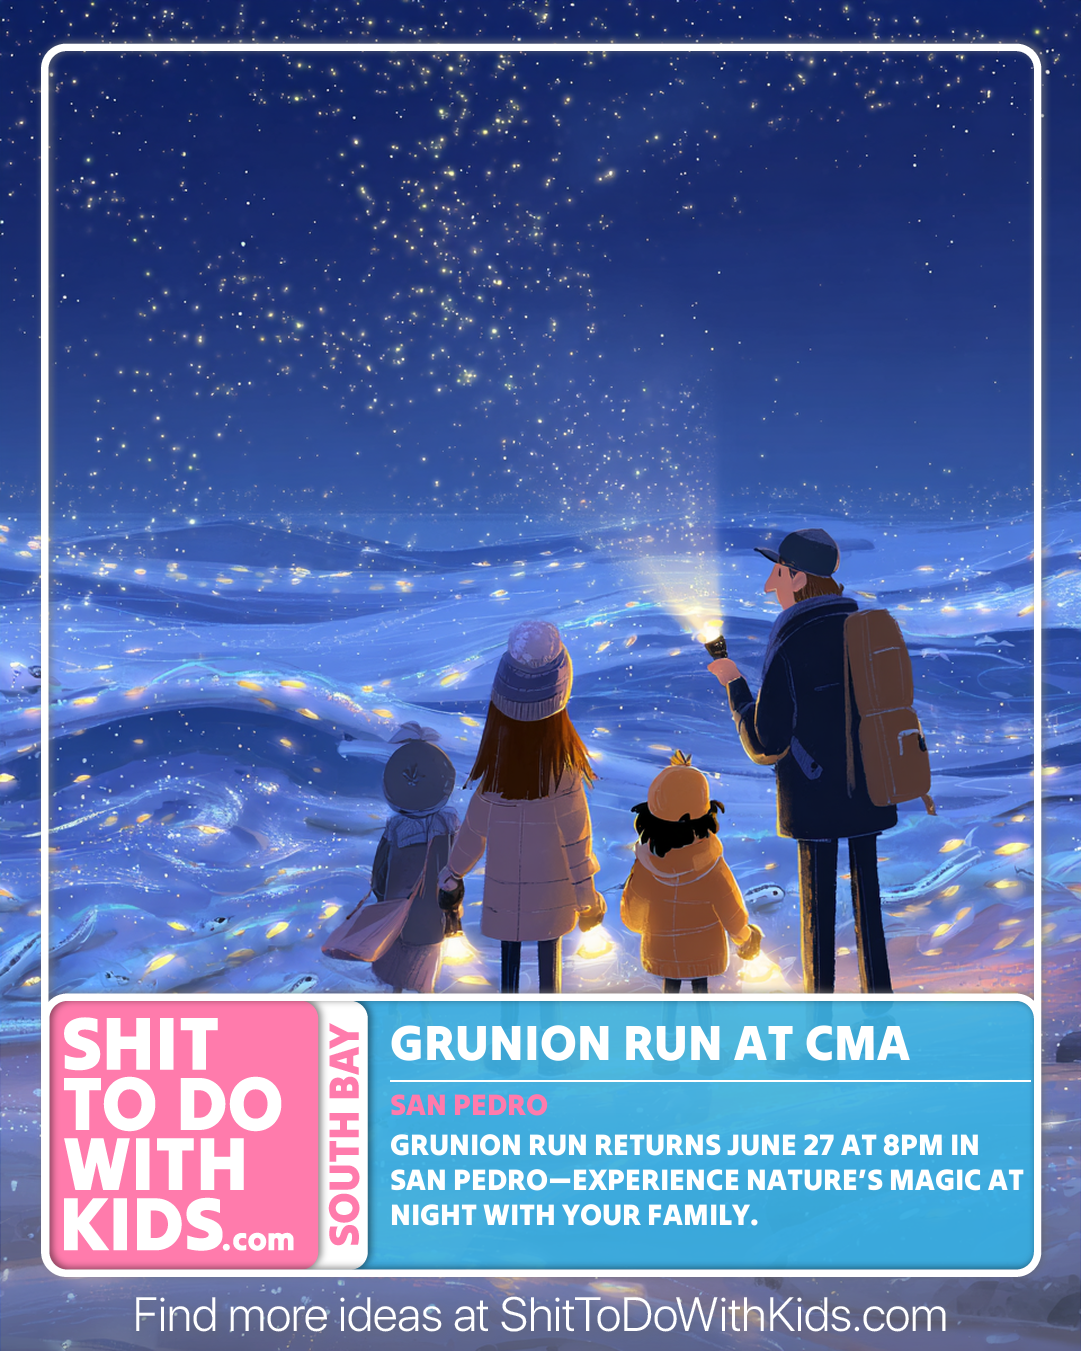 SHIT
TO DO
WITH
KIDS.com
SOUTH BAY
GRUNION RUN AT CMA
SAN PEDRO
GRUNION RUN RETURNS JUNE 27 AT 8PM IN
SAN PEDRO—EXPERIENCE NATURE’S MAGIC AT
NIGHT WITH YOUR FAMILY.
Find more ideas at ShitToDoWithKids.com